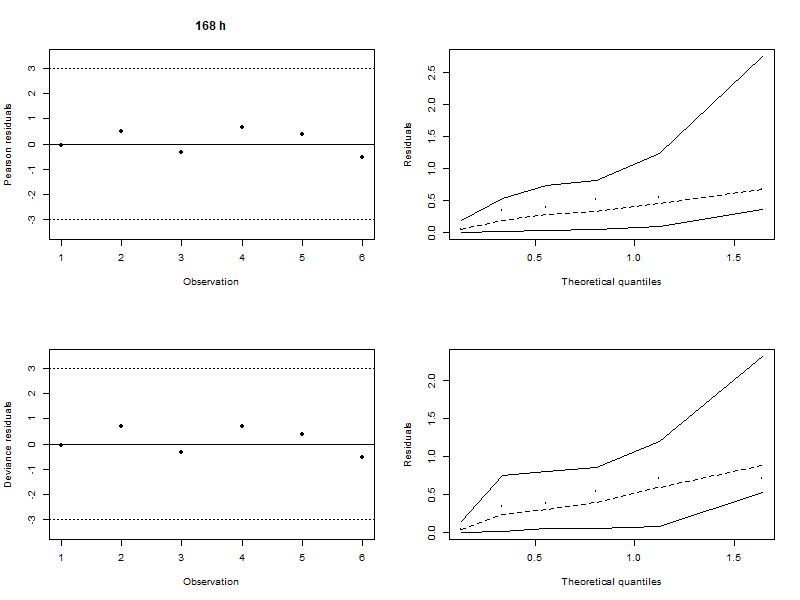 168 h
Pearson residuals
3
2
1
0
-1
-2
-3
1 2 3 4 5 6
Observation
Residuals
2.5
2.0
1.5
1.0
0.5
0.0
0.5 1.0 1.5
Theoretical quantiles
Deviance residuals
3
2
1
0
-1
-2
-3
1 2 3 4 5 6
Observation
Residuals
2.0
1.5
1.0
0.5
0.0
0.5 1.0 1.5
Theoretical quantiles